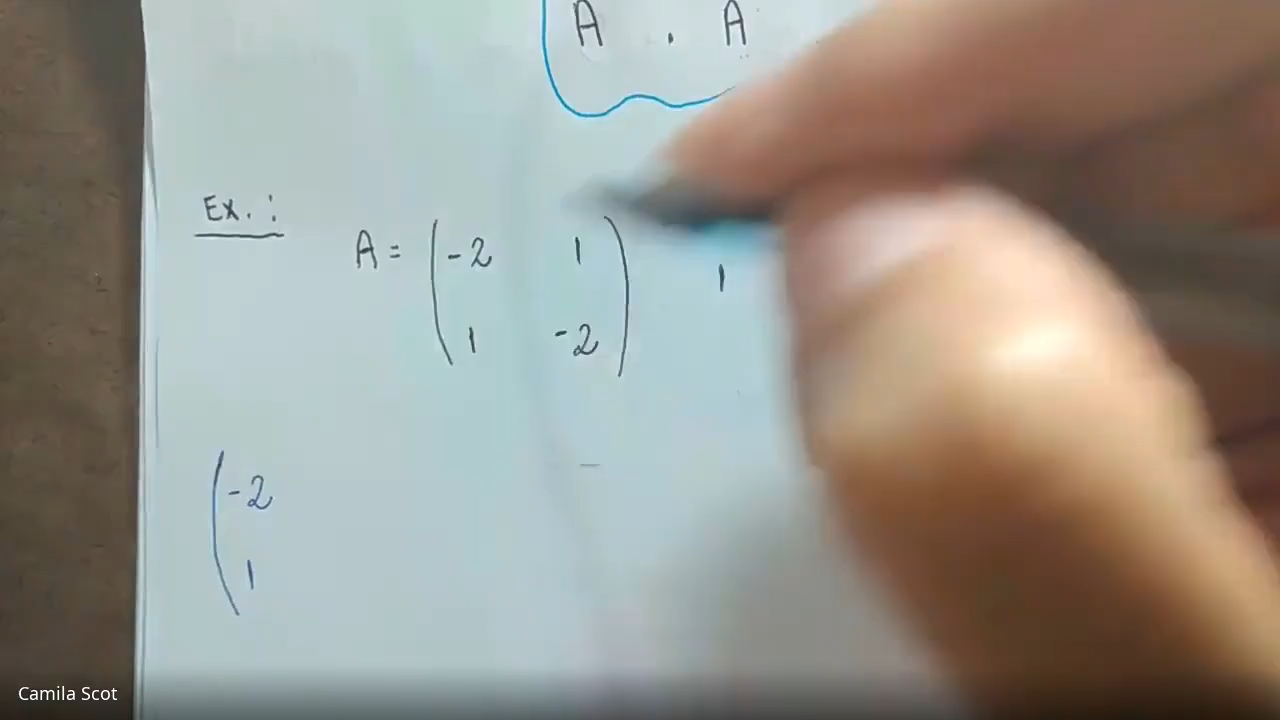 A . A
Ex.:
A = (-2 1
1 -2) 1
(-2
1
Camila Scot